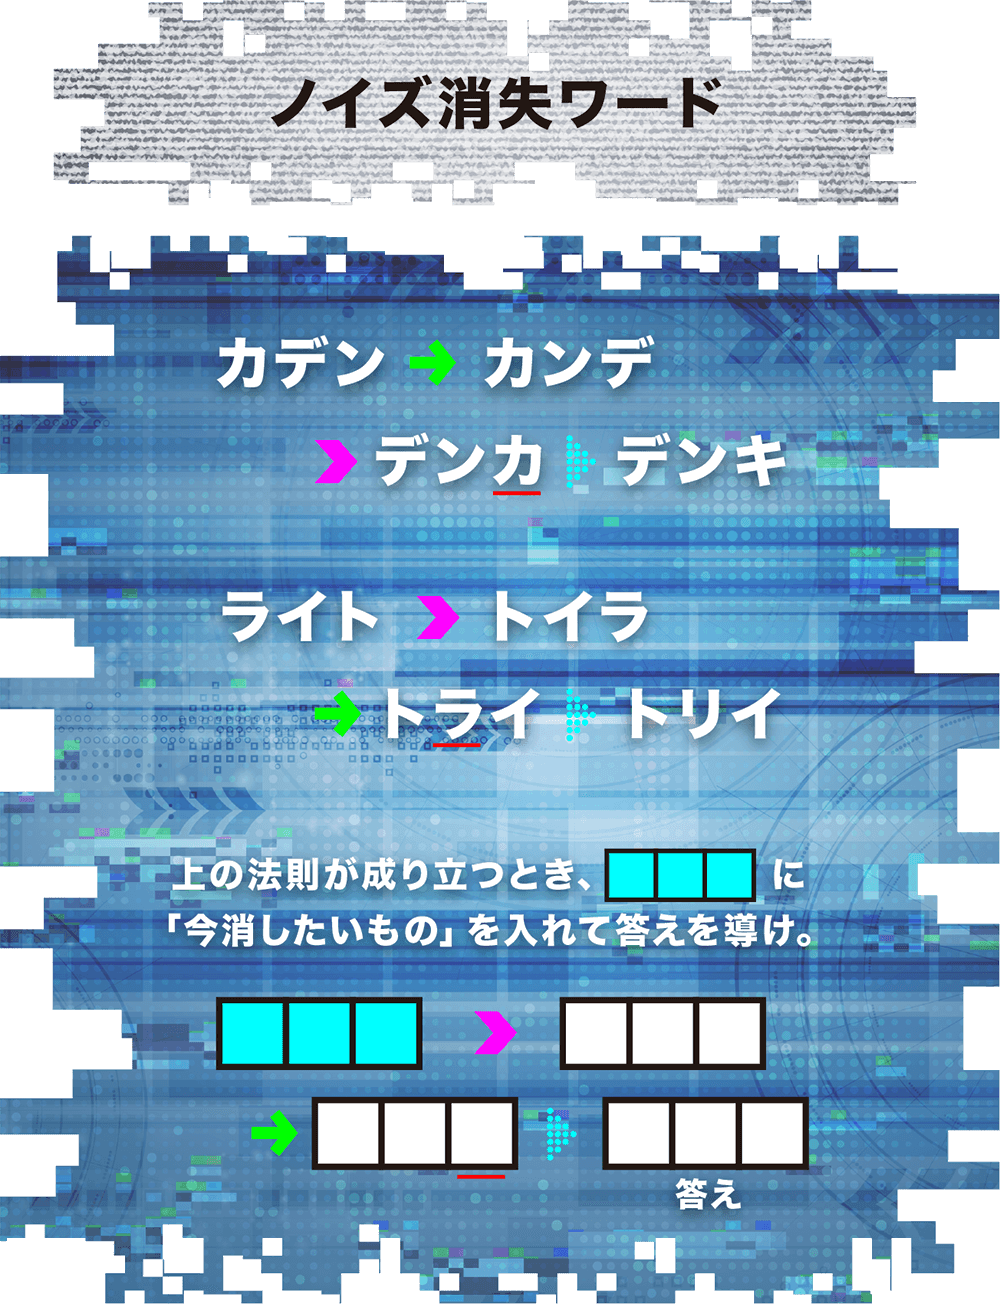 ノイズ消失ワード
カデン → カンデ
デンカ デンキ
ライト トイラ
→ トライ トリイ
上の法則が成り立つとき、 に
「今消したいもの」を入れて答えを導け。
→
答え